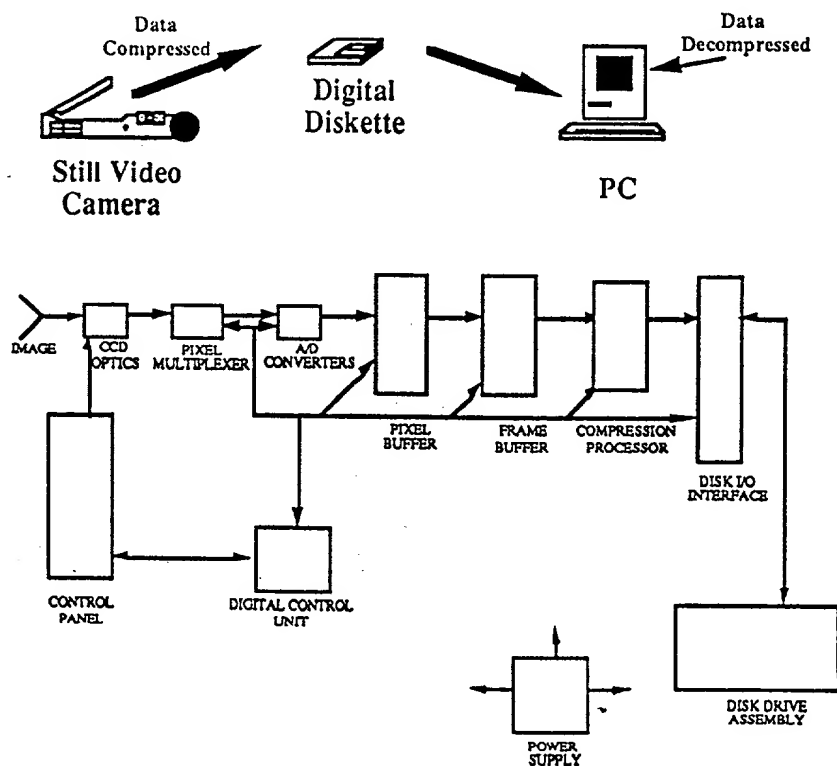 Data
Compressed
Data
Decompressed
Digital
Diskette
Still Video
Camera
PC
IMAGE
CCD
OPTICS
PIXEL
MULTIPLEXER
A/D
CONVERTERS
PIXEL
BUFFER
FRAME
BUFFER
COMPRESSION
PROCESSOR
DISK I/O
INTERFACE
CONTROL
PANEL
DIGITAL CONTROL
UNIT
POWER
SUPPLY
DISK DRIVE
ASSEMBLY